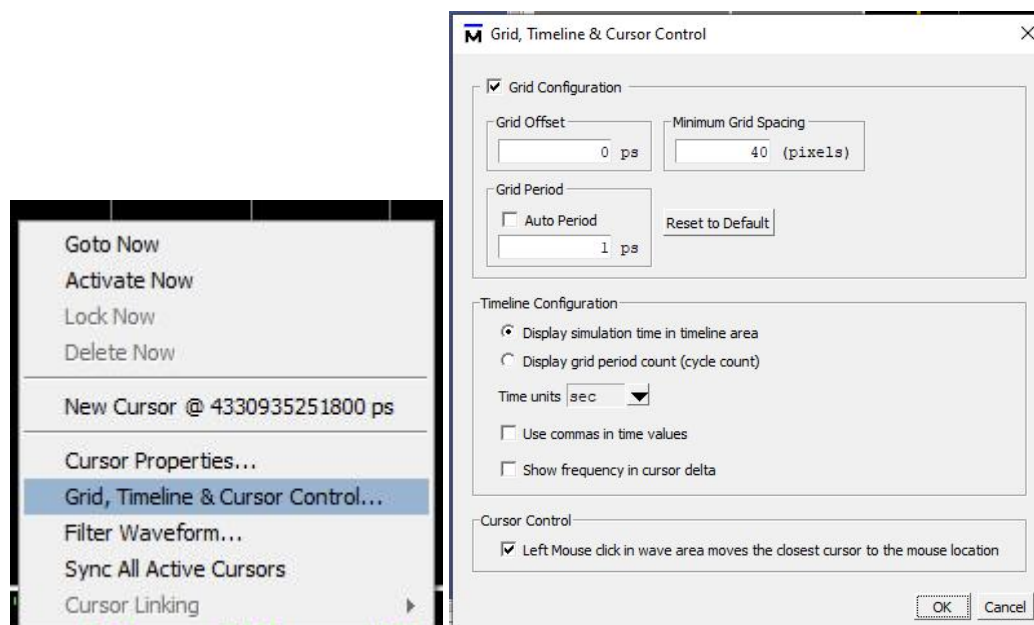 Goto Now
Activate Now
Lock Now
Delete Now
New Cursor @ 4330935251800 ps
Cursor Properties...
Grid, Timeline & Cursor Control...
Filter Waveform...
Sync All Active Cursors
Cursor Linking
Grid, Timeline & Cursor Control
Grid Configuration
Grid Offset
0 ps
Minimum Grid Spacing
40 (pixels)
Grid Period
Auto Period
1 ps
Reset to Default
Timeline Configuration
Display simulation time in timeline area
Display grid period count (cycle count)
Time units sec
Use commas in time values
Show frequency in cursor delta
Cursor Control
Left Mouse click in wave area moves the closest cursor to the mouse location
OK Cancel